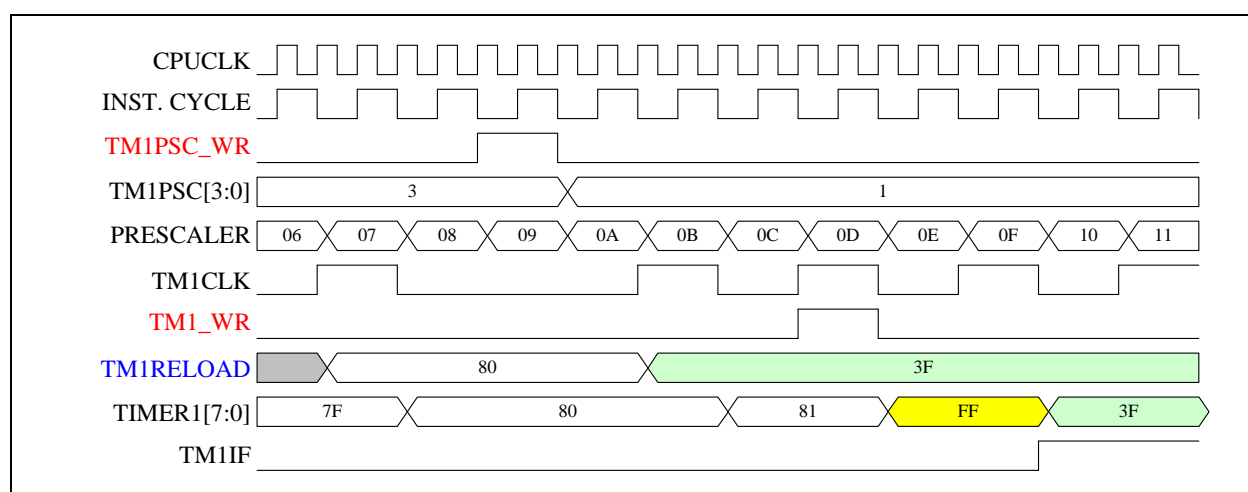 CPUCLK
INST. CYCLE
TM1PSC_WR
TM1PSC[3:0] 3 1
PRESCALER 06 07 08 09 0A 0B 0C 0D 0E 0F 10 11
TM1CLK
TM1_WR
TM1RELOAD 80 3F
TIMER1[7:0] 7F 80 81 FF 3F
TM1IF